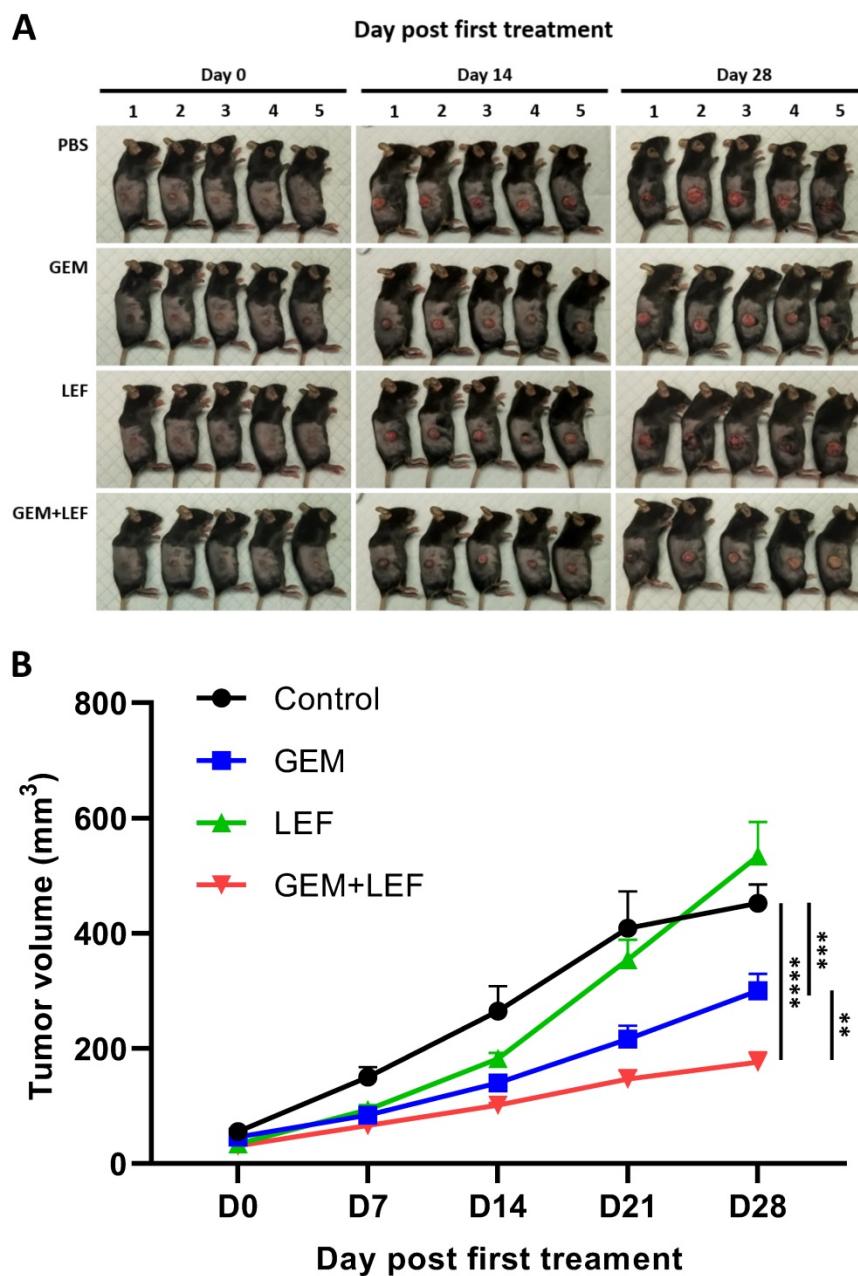 A
Day post first treatment
Day 0 Day 14 Day 28
1 2 3 4 5 1 2 3 4 5 1 2 3 4 5
PBS
GEM
LEF
GEM+LEF
B
800
600
400
200
0
Tumor volume (mm³)
Control
GEM
LEF
GEM+LEF
****
***
**
D0 D7 D14 D21 D28
Day post first treament